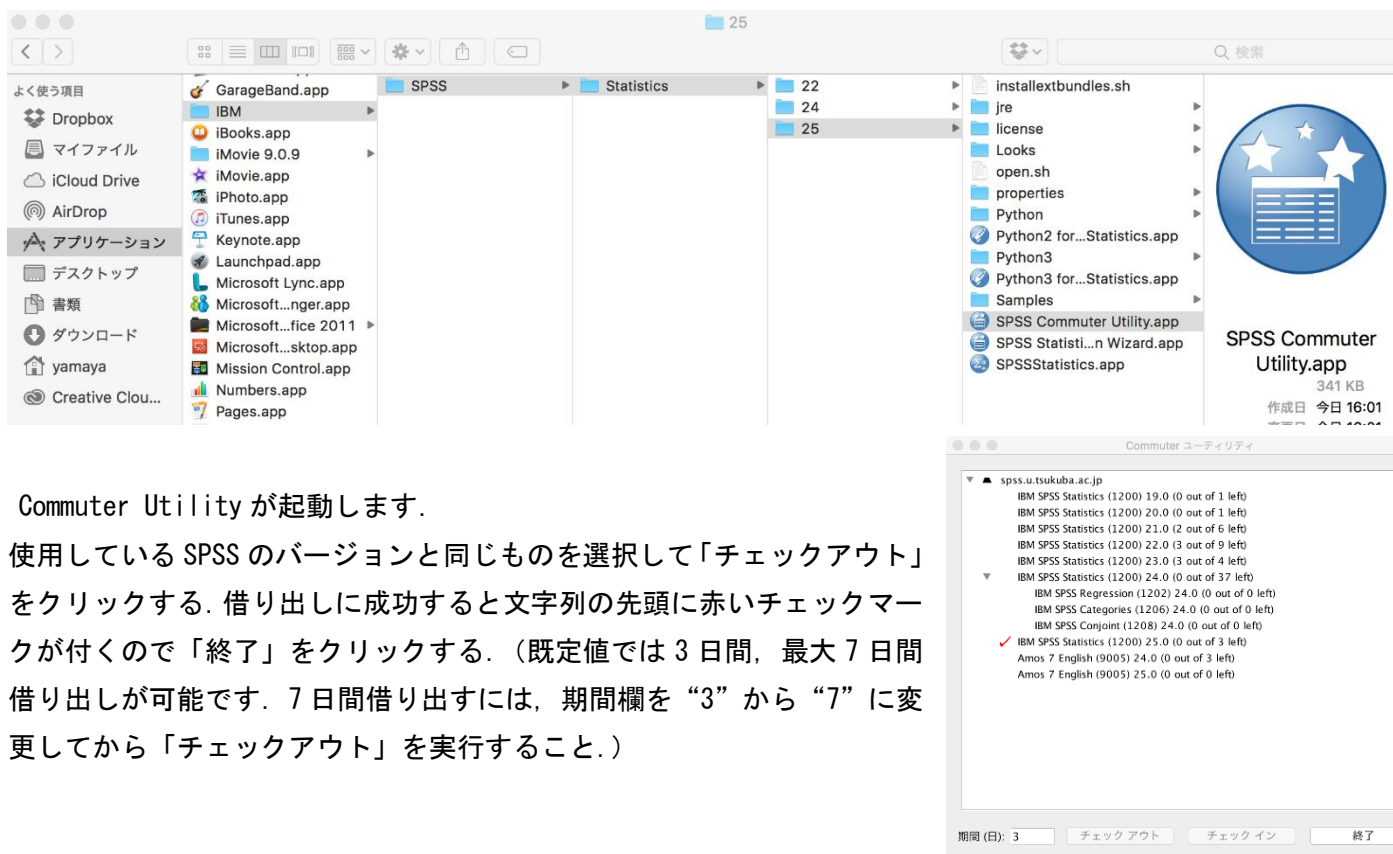 25
検索
よく使う項目
Dropbox
マイファイル
iCloud Drive
AirDrop
アプリケーション
デスクトップ
書類
ダウンロード
yamaya
Creative Clou...
GarageBand.app
IBM
iBooks.app
iMovie 9.0.9
iMovie.app
iPhoto.app
iTunes.app
Keynote.app
Launchpad.app
Microsoft Lync.app
Microsoft...nger.app
Microsoft...fice 2011
Microsoft...sktop.app
Mission Control.app
Numbers.app
Pages.app
SPSS
Statistics
22
24
25
installextbundles.sh
jre
license
Looks
open.sh
properties
Python
Python2 for...Statistics.app
Python3
Python3 for...Statistics.app
Samples
SPSS Commuter Utility.app
SPSS Statisti...n Wizard.app
SPSSStatistics.app
SPSS Commuter
Utility.app
341 KB
作成日 今日 16:01
Commuter Utility が起動します.
使用している SPSS のバージョンと同じものを選択して「チェックアウト」
をクリックする. 借り出しに成功すると文字列の先頭に赤いチェックマー
クが付くので「終了」をクリックする. (既定値では 3 日間, 最大 7 日間
借り出しが可能です. 7 日間借り出すには, 期間欄を “3” から “7” に変
更してから「チェックアウト」を実行すること.)
Commuter ユーティリティ
spss.u.tsukuba.ac.jp
IBM SPSS Statistics (1200) 19.0 (0 out of 1 left)
IBM SPSS Statistics (1200) 20.0 (0 out of 1 left)
IBM SPSS Statistics (1200) 21.0 (2 out of 6 left)
IBM SPSS Statistics (1200) 22.0 (3 out of 9 left)
IBM SPSS Statistics (1200) 23.0 (3 out of 4 left)
IBM SPSS Statistics (1200) 24.0 (0 out of 37 left)
IBM SPSS Regression (1202) 24.0 (0 out of 0 left)
IBM SPSS Categories (1206) 24.0 (0 out of 0 left)
IBM SPSS Conjoint (1208) 24.0 (0 out of 0 left)
IBM SPSS Statistics (1200) 25.0 (0 out of 3 left)
Amos 7 English (9005) 24.0 (0 out of 3 left)
Amos 7 English (9005) 25.0 (0 out of 0 left)
期間 (日): 3 チェック アウト チェック イン 終了